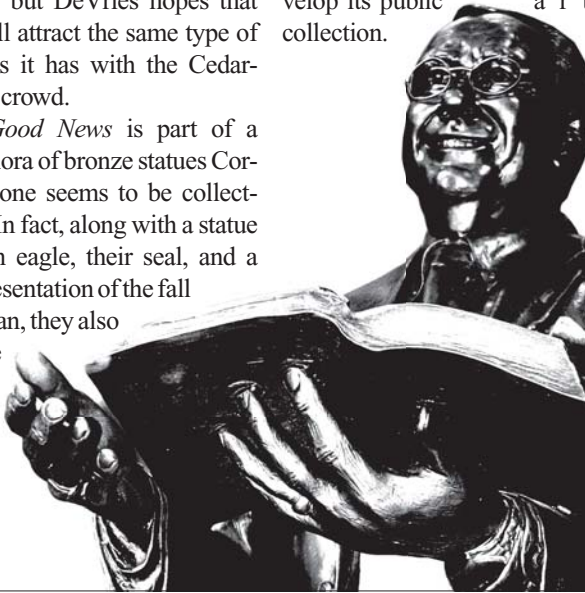 but DeVries hopes that
ll attract the same type of
s it has with the Cedar-
crowd.
Good News is part of a
ora of bronze statues Cor-
one seems to be collect-
In fact, along with a statue
n eagle, their seal, and a
esentation of the fall
an, they also
velop its public
collection.